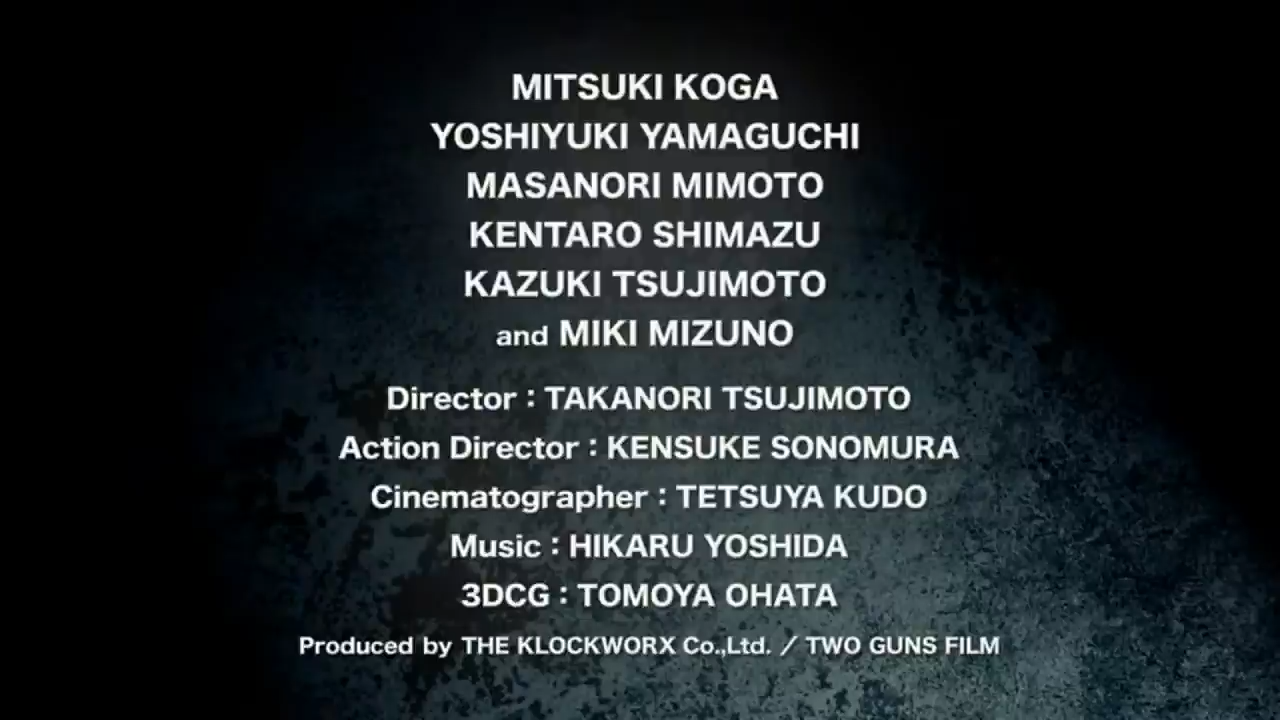 MITSUKI KOGA
YOSHIYUKI YAMAGUCHI
MASANORI MIMOTO
KENTARO SHIMAZU
KAZUKI TSUJIMOTO
and MIKI MIZUNO
Director : TAKANORI TSUJIMOTO
Action Director : KENSUKE SONOMURA
Cinematographer : TETSUYA KUDO
Music : HIKARU YOSHIDA
3DCG : TOMOYA OHATA
Produced by THE KLOCKWORX Co.,Ltd. / TWO GUNS FILM